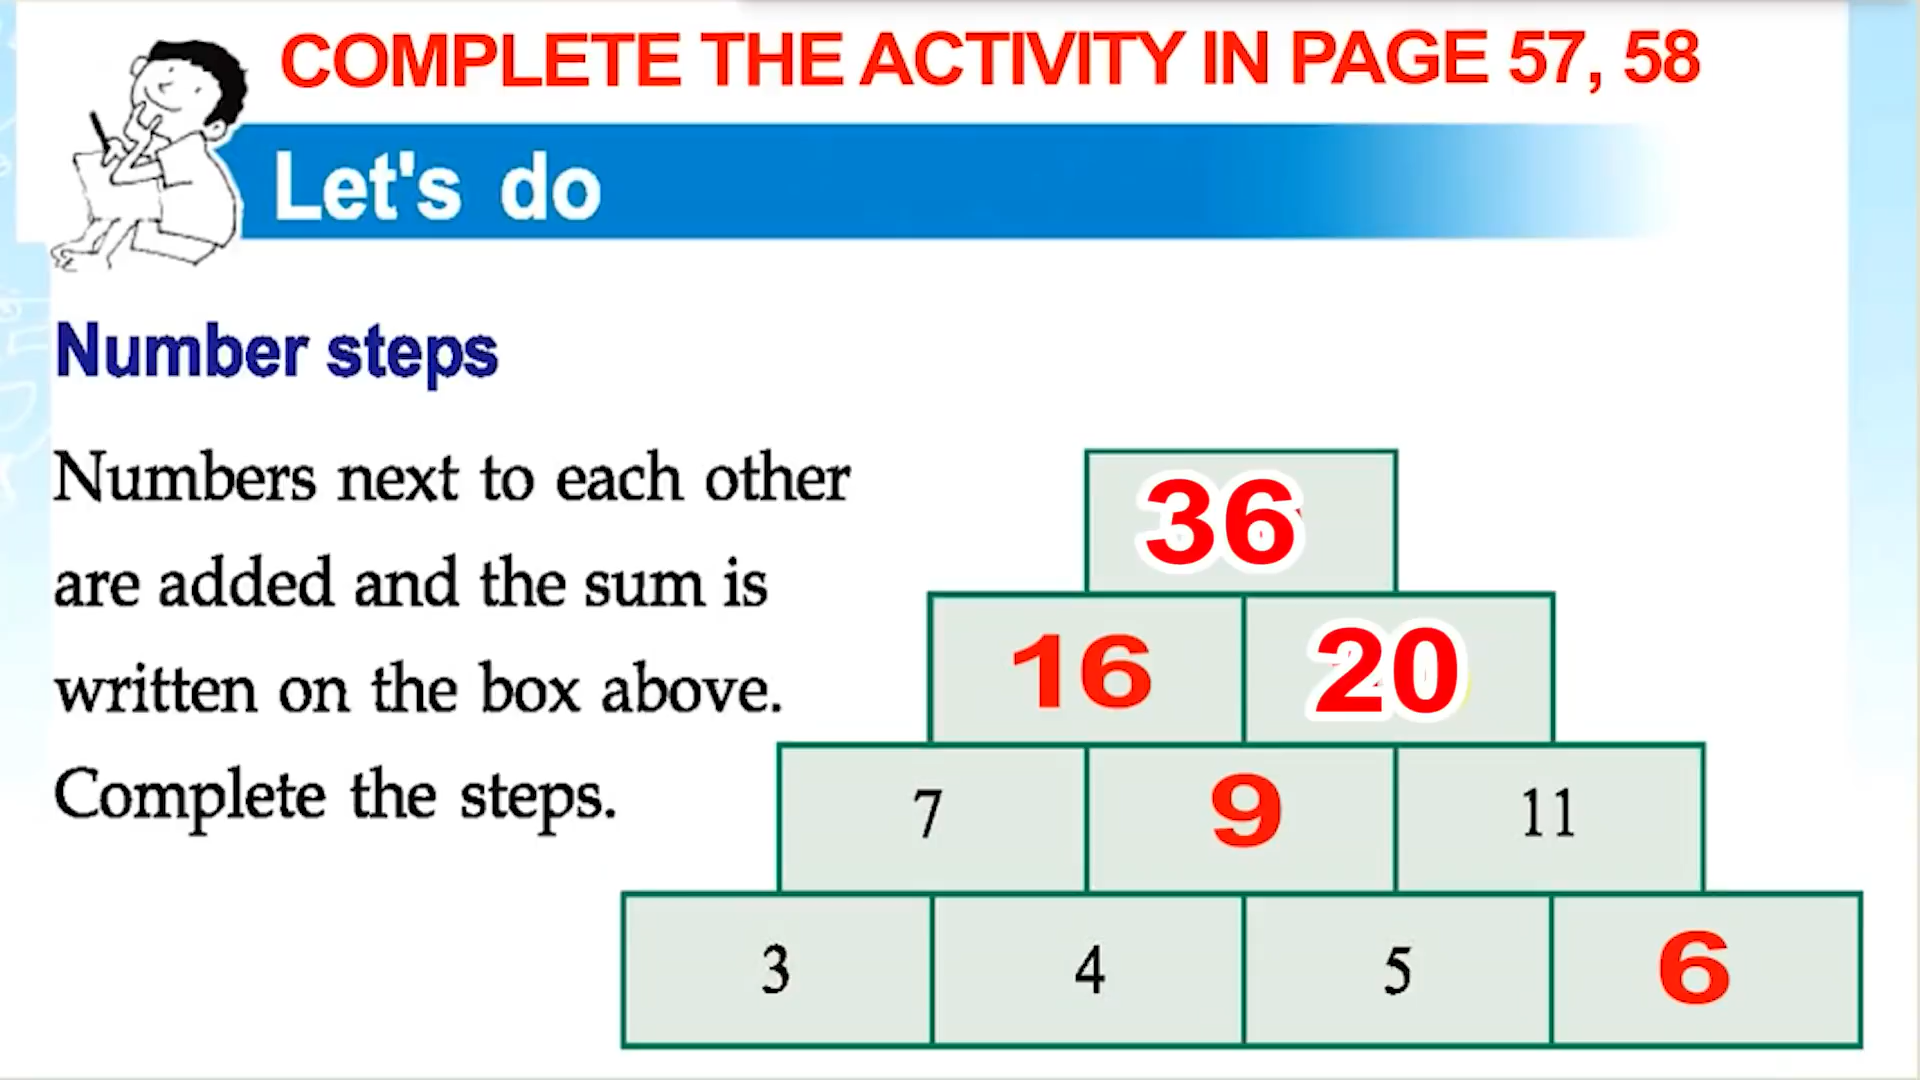 COMPLETE THE ACTIVITY IN PAGE 57, 58
Let's do
Number steps
Numbers next to each other
are added and the sum is
written on the box above.
Complete the steps.
36
16 20
7 9 11
3 4 5 6